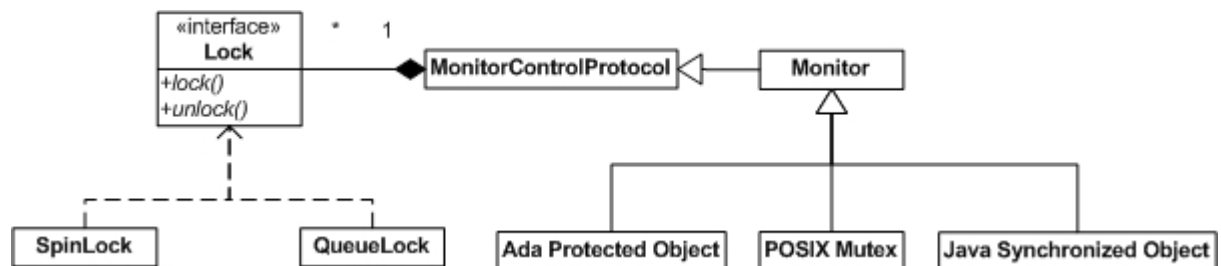 «interface»
Lock
+lock()
+unlock()
* 1
MonitorControlProtocol
Monitor
SpinLock
QueueLock
Ada Protected Object
POSIX Mutex
Java Synchronized Object